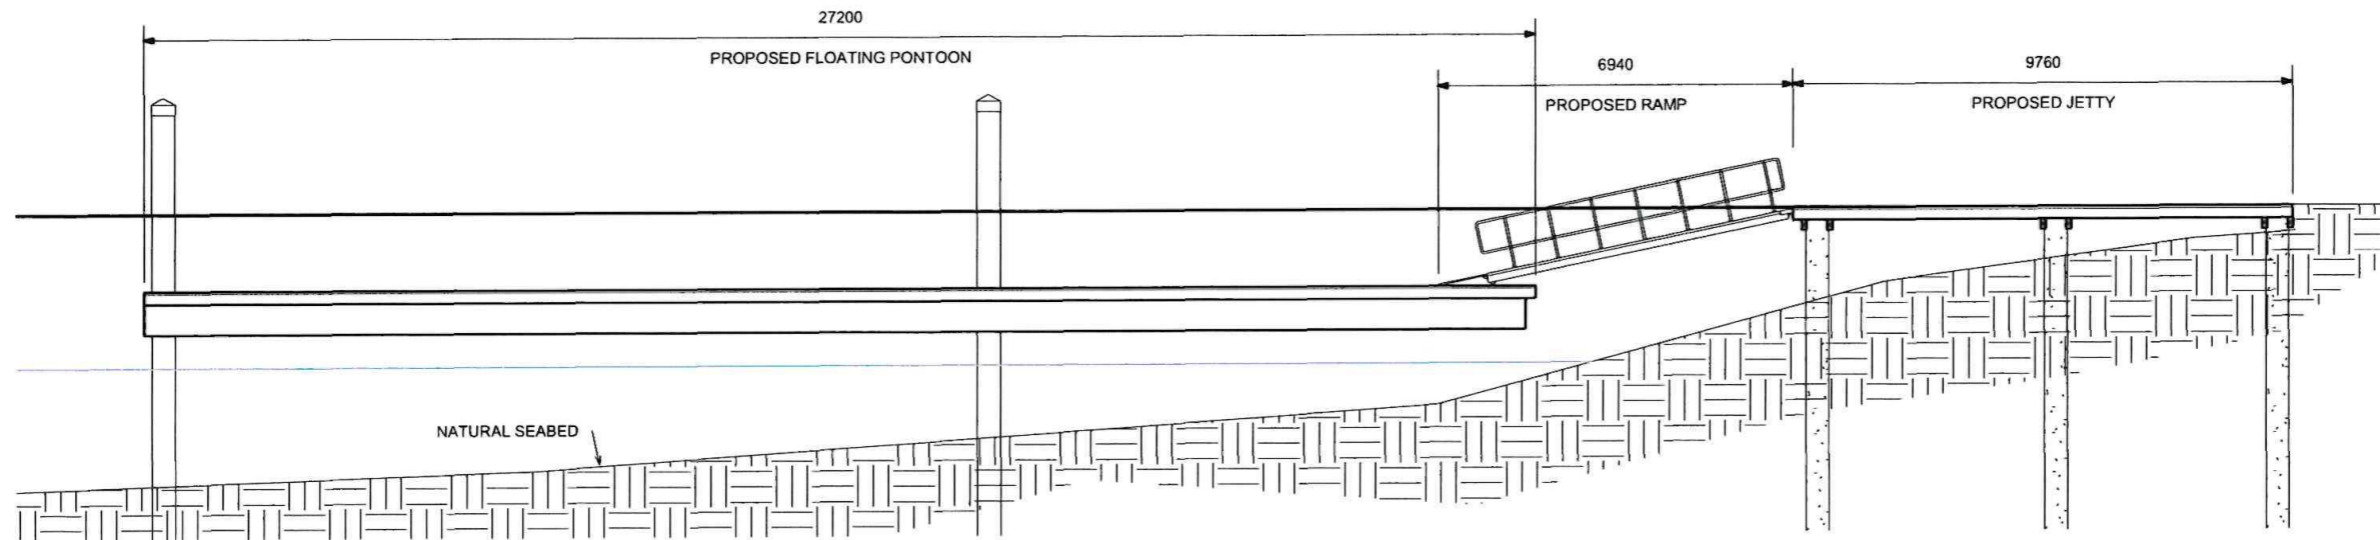 27200
PROPOSED FLOATING PONTOON
6940
PROPOSED RAMP
9760
PROPOSED JETTY
NATURAL SEABED